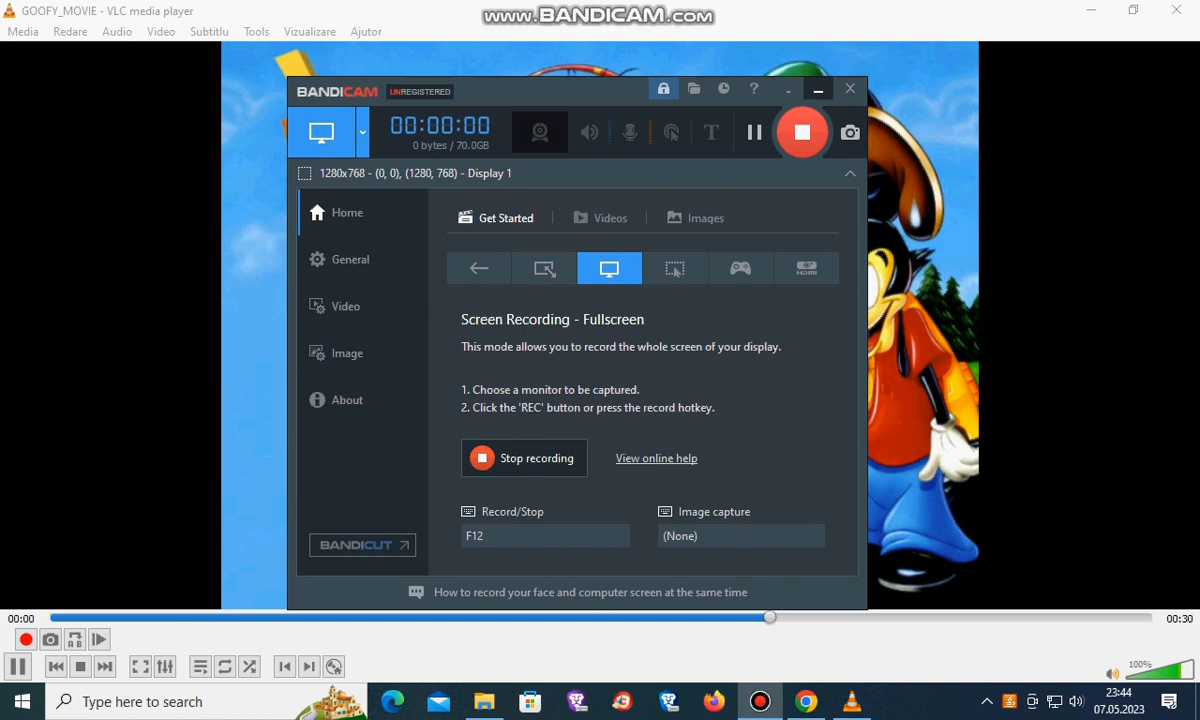 GOOFY_MOVIE - VLC media player
www.BANDICAM.com
Media Redare Audio Video Subtitlu Tools Vizualizare Ajutor
BANDICAM UNREGISTERED
00:00:00
0 bytes / 70.0GB
T
1280x768 - (0, 0), (1280, 768) - Display 1
Home
General
Video
Image
About
BANDICUT
Get Started Videos Images
HDMI
Screen Recording - Fullscreen
This mode allows you to record the whole screen of your display.
1. Choose a monitor to be captured.
2. Click the 'REC' button or press the record hotkey.
Stop recording View online help
Record/Stop Image capture
F12 (None)
How to record your face and computer screen at the same time
00:00 00:30
A B
100%
Type here to search
23:44
07.05.2023